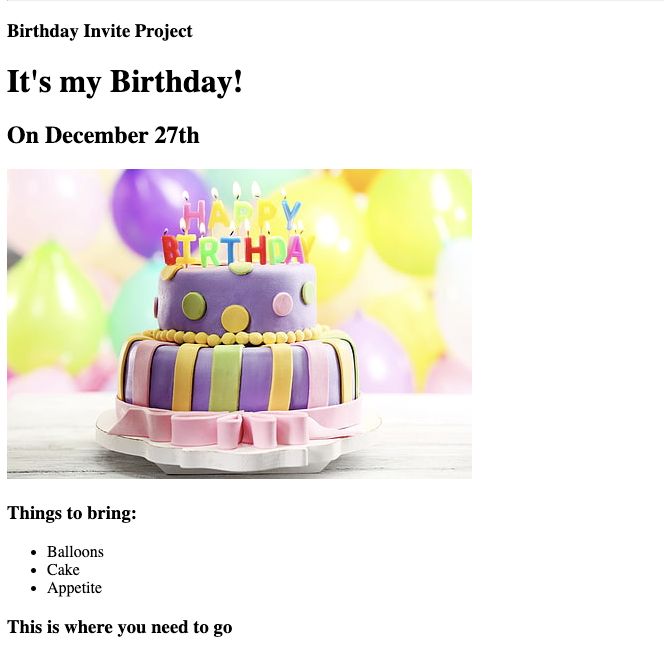 Birthday Invite Project
It's my Birthday!
On December 27th
HAPPY
BIRTHDAY
Things to bring:
Balloons
Cake
Appetite
This is where you need to go